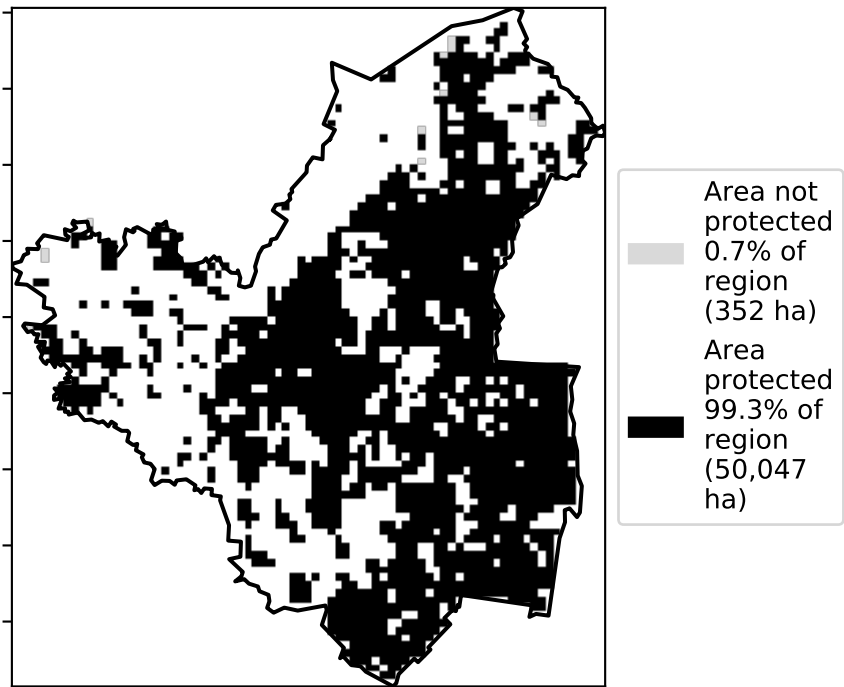 Area not
protected
0.7% of
region
(352 ha)
Area
protected
99.3% of
region
(50,047
ha)